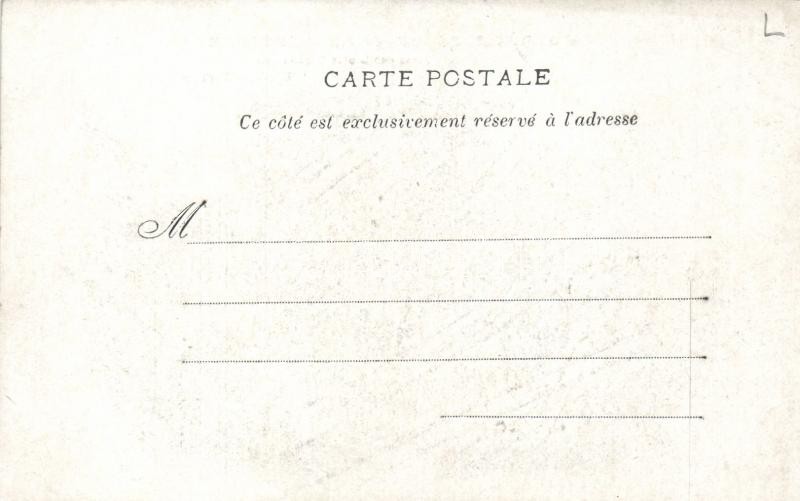 L
CARTE POSTALE
Ce côté est exclusivement réservé à l'adresse
M